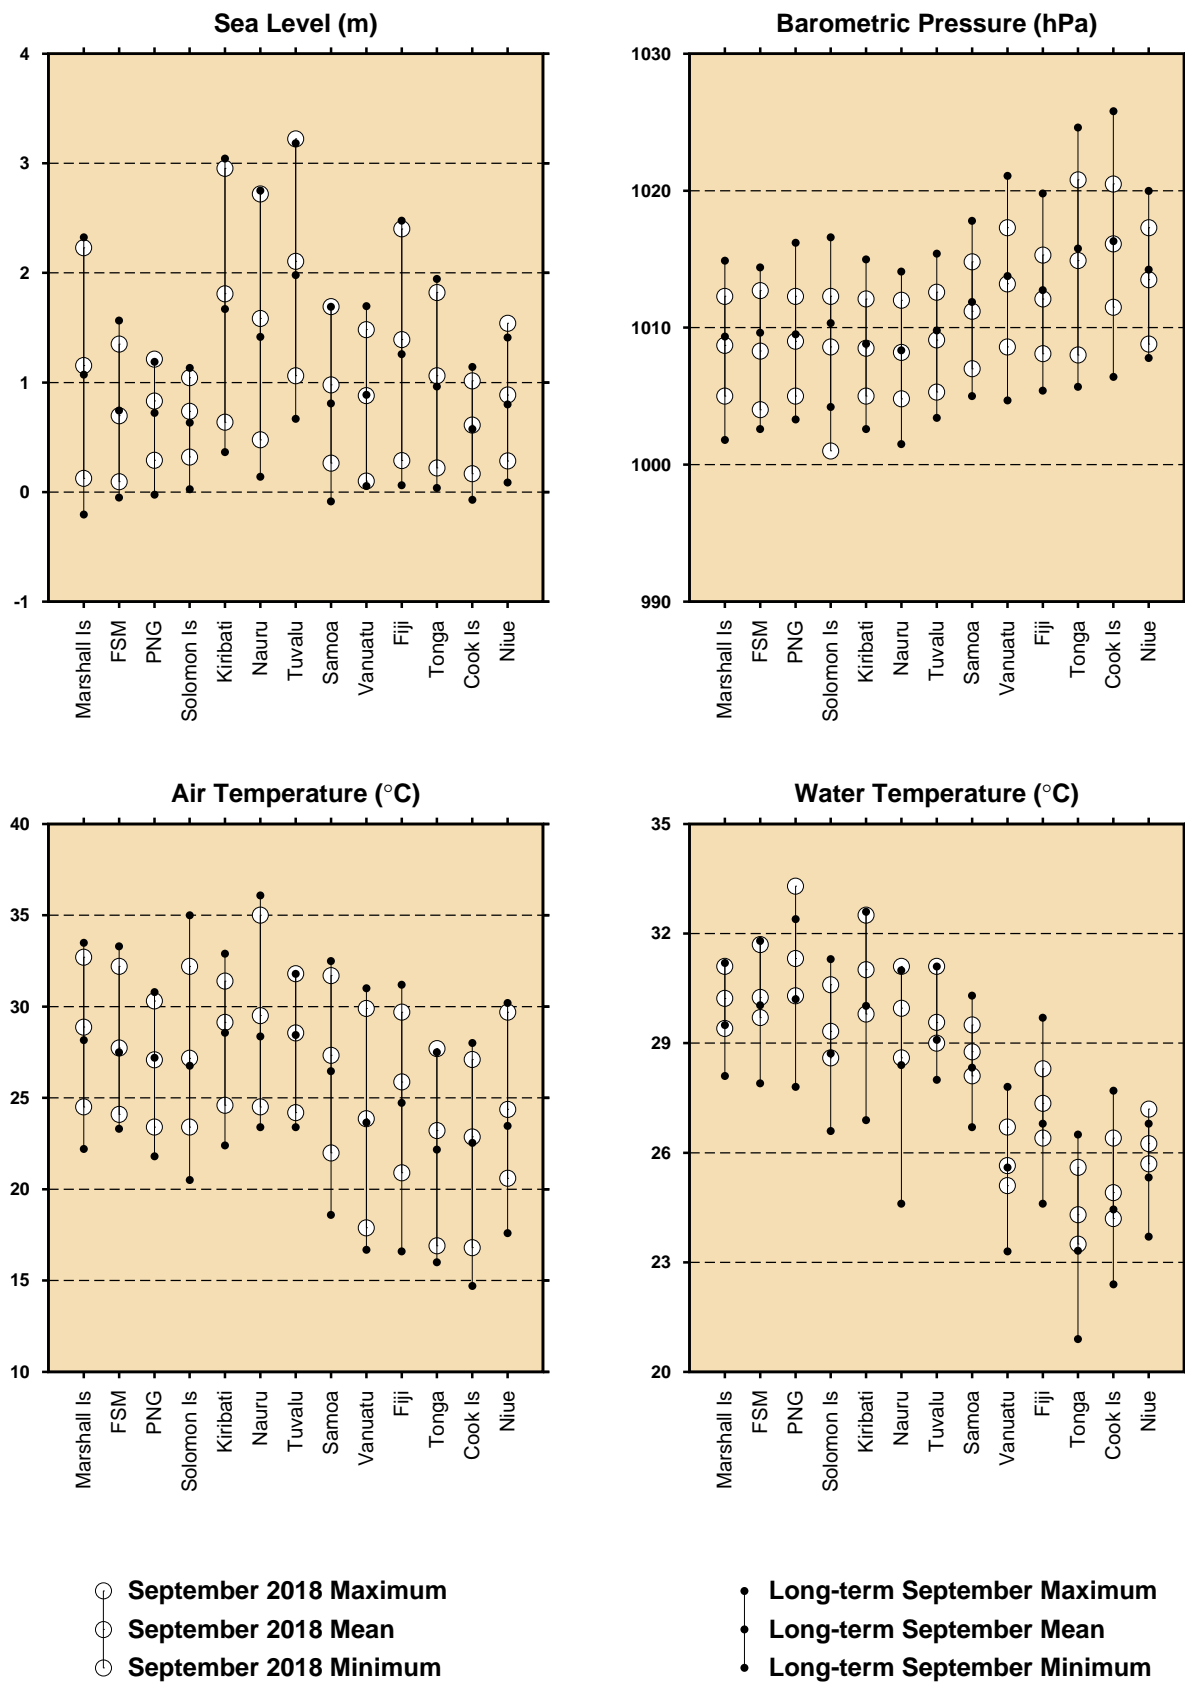 Sea Level (m)
4
3
2
1
0
-1
Marshall Is
FSM
PNG
Solomon Is
Kiribati
Nauru
Tuvalu
Samoa
Vanuatu
Fiji
Tonga
Cook Is
Niue
Barometric Pressure (hPa)
1030
1020
1010
1000
990
Marshall Is
FSM
PNG
Solomon Is
Kiribati
Nauru
Tuvalu
Samoa
Vanuatu
Fiji
Tonga
Cook Is
Niue
Air Temperature (°C)
40
35
30
25
20
15
10
Marshall Is
FSM
PNG
Solomon Is
Kiribati
Nauru
Tuvalu
Samoa
Vanuatu
Fiji
Tonga
Cook Is
Niue
Water Temperature (°C)
35
32
29
26
23
20
Marshall Is
FSM
PNG
Solomon Is
Kiribati
Nauru
Tuvalu
Samoa
Vanuatu
Fiji
Tonga
Cook Is
Niue
September 2018 Maximum
September 2018 Mean
September 2018 Minimum
Long-term September Maximum
Long-term September Mean
Long-term September Minimum